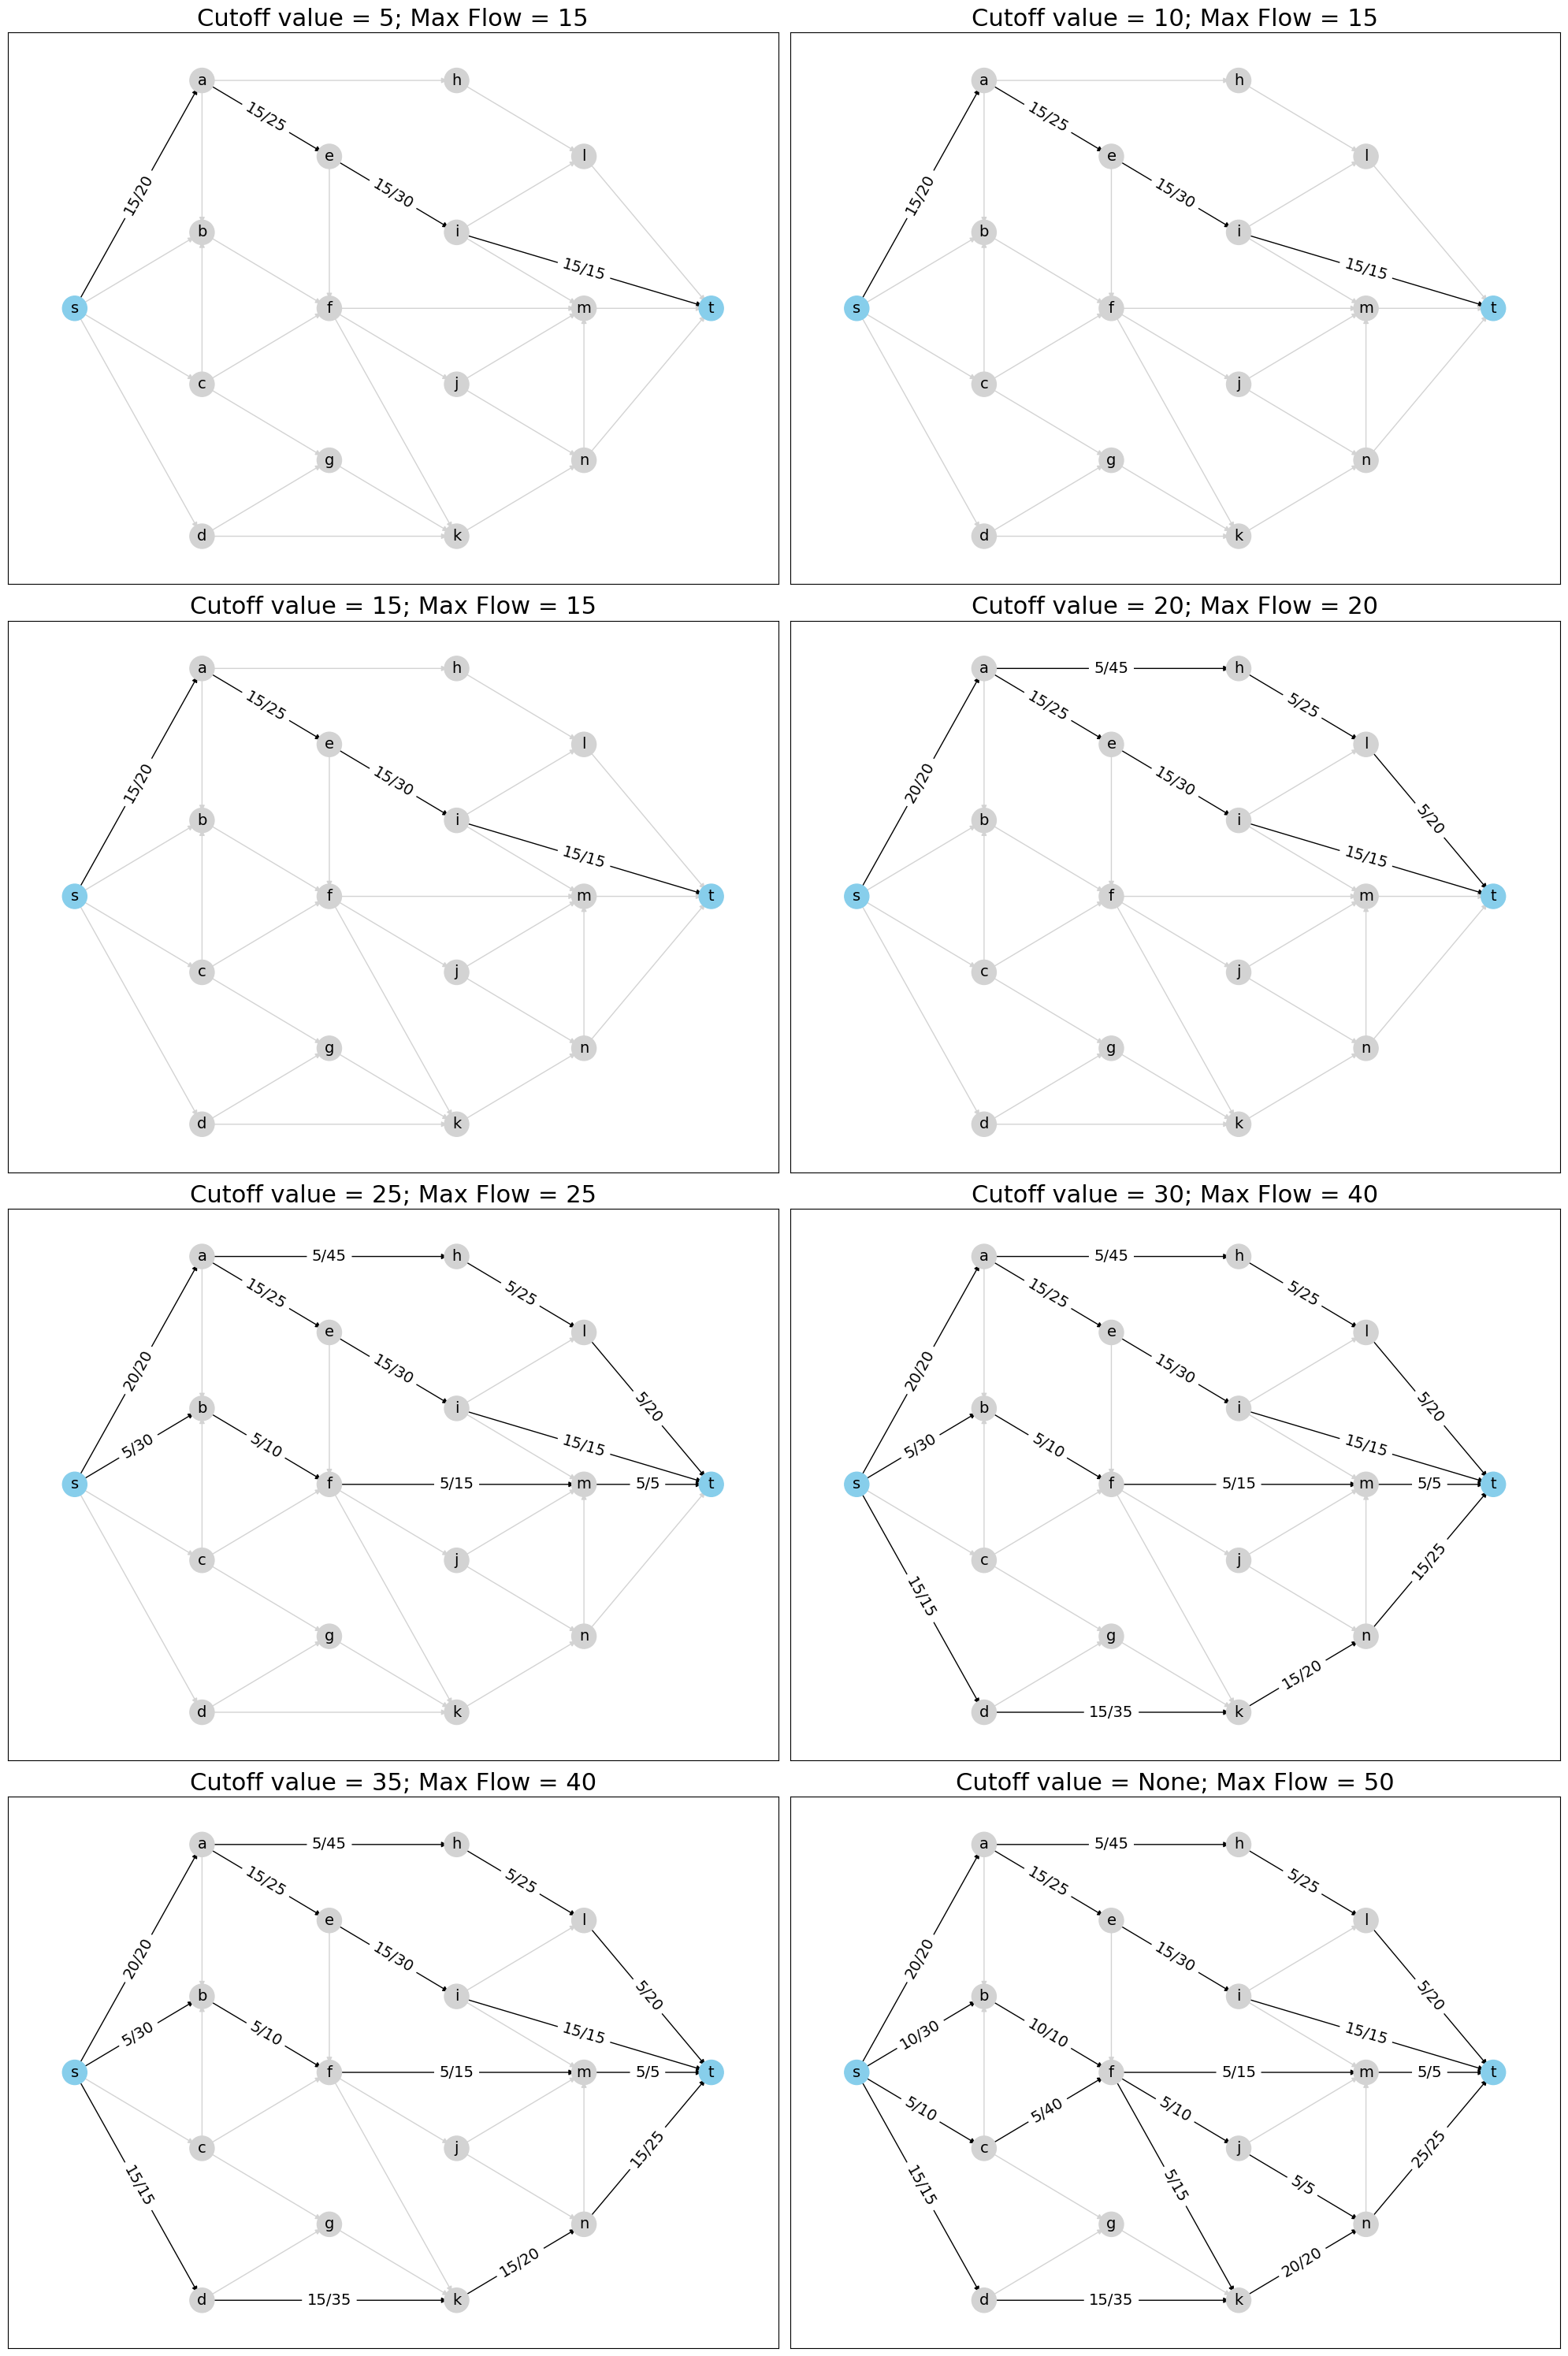 Cutoff value = 5; Max Flow = 15
a
h
15/25
e
l
15/20
15/30
b
i
15/15
s
f
m
t
c
j
g
n
d
k
Cutoff value = 10; Max Flow = 15
a
h
15/25
e
l
15/20
15/30
b
i
15/15
s
f
m
t
c
j
g
n
d
k
Cutoff value = 15; Max Flow = 15
a
h
15/25
e
l
15/20
15/30
b
i
15/15
s
f
m
t
c
j
g
n
d
k
Cutoff value = 20; Max Flow = 20
a
5/45
h
15/25
5/25
e
l
20/20
15/30
5/20
b
i
15/15
s
f
m
t
c
j
g
n
d
k
Cutoff value = 25; Max Flow = 25
a
5/45
h
15/25
5/25
e
l
20/20
15/30
5/20
b
i
5/30
5/10
15/15
s
f
5/15
m
5/5
t
c
j
g
n
d
k
Cutoff value = 30; Max Flow = 40
a
5/45
h
15/25
5/25
e
l
20/20
15/30
5/20
b
i
5/30
5/10
15/15
s
f
5/15
m
5/5
t
c
j
15/15
15/25
g
n
15/20
d
15/35
k
Cutoff value = 35; Max Flow = 40
a
5/45
h
15/25
5/25
e
l
20/20
15/30
5/20
b
i
5/30
5/10
15/15
s
f
5/15
m
5/5
t
c
j
15/15
15/25
g
n
15/20
d
15/35
k
Cutoff value = None; Max Flow = 50
a
5/45
h
15/25
5/25
e
l
20/20
15/30
5/20
b
i
10/30
10/10
15/15
s
f
5/15
m
5/5
t
5/10
5/40
5/10
c
j
15/15
5/15
5/5
25/25
g
n
20/20
d
15/35
k